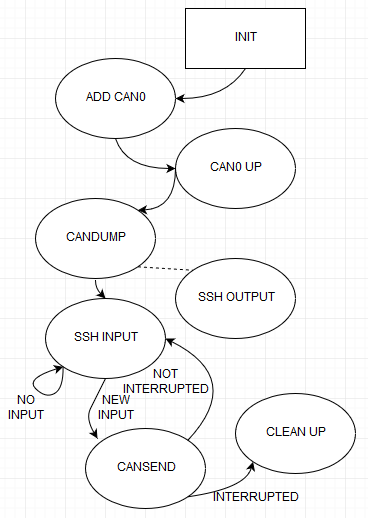 INIT
ADD CAN0
CAN0 UP
CANDUMP
SSH OUTPUT
SSH INPUT
NO
INPUT
NEW
INPUT
NOT
INTERRUPTED
CLEAN UP
CANSEND
INTERRUPTED